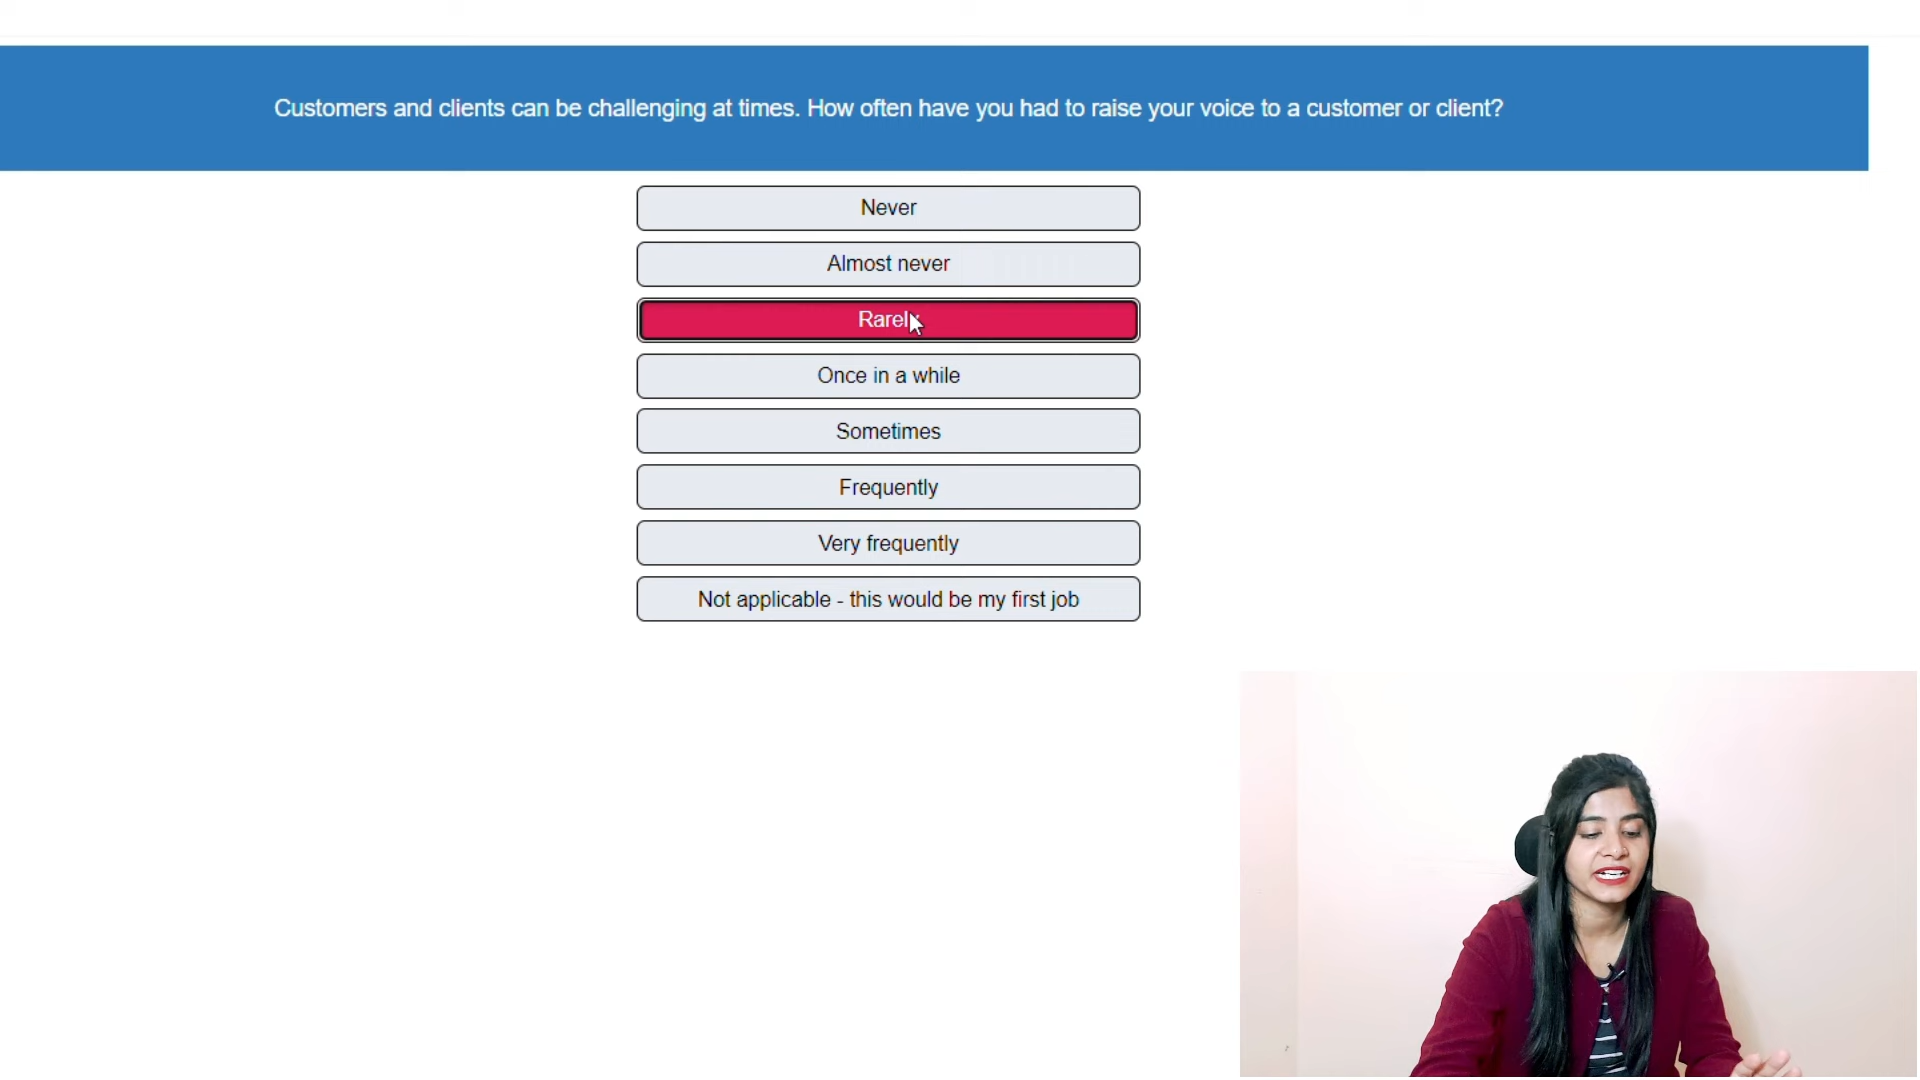 Customers and clients can be challenging at times. How often have you had to raise your voice to a customer or client?
Never
Almost never
Once in a while
Sometimes
Frequently
Very frequently
Not applicable - this would be my first job